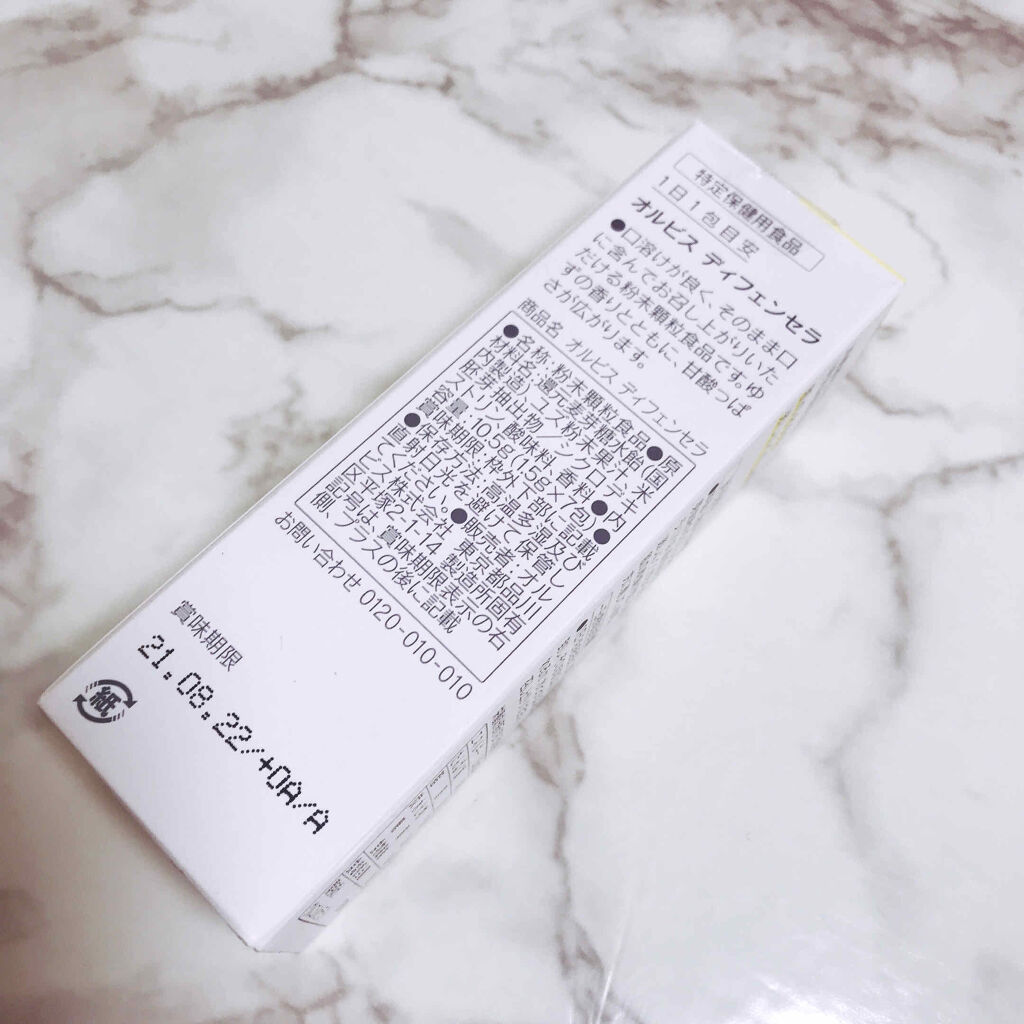 特定保健用食品
1日1包目安
オルビス ディフェンセラ
●口溶けが良く、そのまま口
に含んでお召し上がりいた
だける粉末顆粒食品です。ゆ
ずの香りとともに、甘酸っぱ
さが広がります。
商品名 オルビス ディフェンセラ
●名称:粉末顆粒食品●原
材料名:還元麦芽糖水飴(国
内製造)、ユズ粉末果汁、米
胚芽抽出物/シクロデキ
ストリン、酸味料、香料●内
容量:10.5g(1.5g×7包)●
賞味期限:枠外下部に記載
●保存方法:高温多湿及び
直射日光を避けて保管し
てください。●販売者:オル
ビス株式会社 東京都品川
区平塚2-1-14 製造所固有
記号は、賞味期限表示の右
側、プラスの後に記載
お問い合わせ 0120-010-010
賞味期限
21.08.22/+OA/A
紙